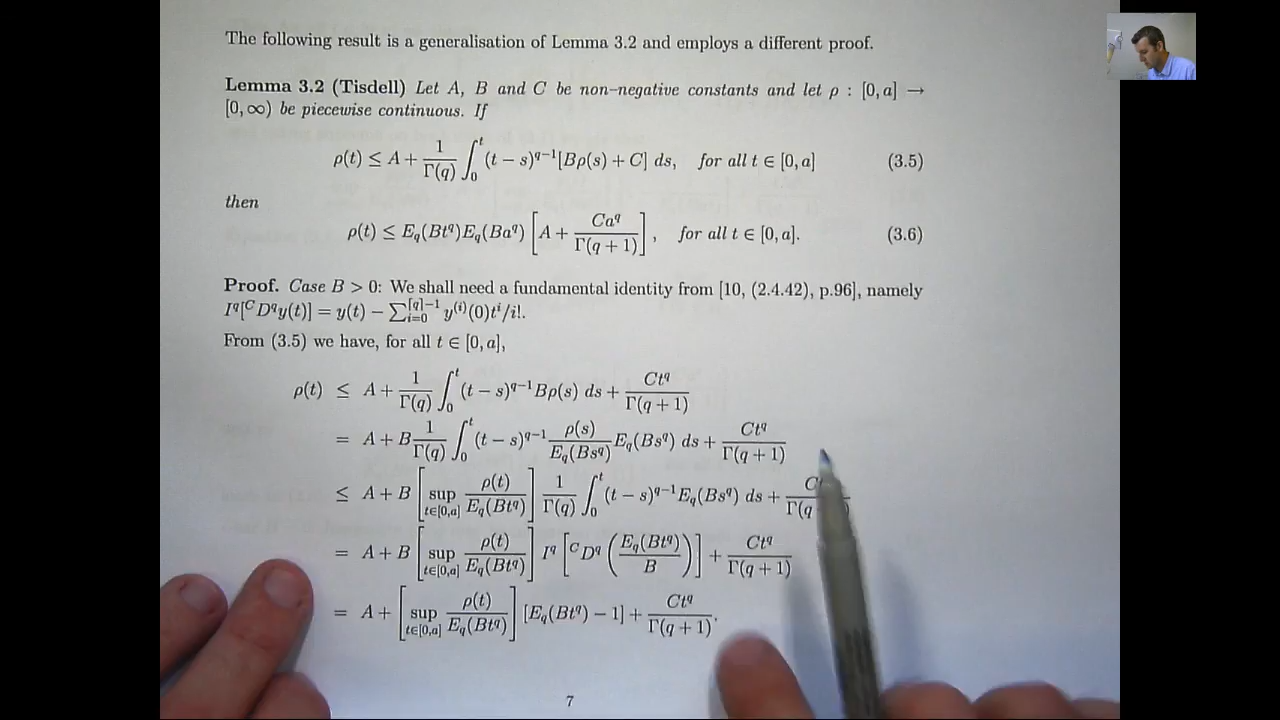 The following result is a generalisation of Lemma 3.2 and employs a different proof.
Lemma 3.2 (Tisdell) Let A, B and C be non-negative constants and let ρ : [0, a] →
[0, ∞) be piecewise continuous. If
ρ(t) ≤ A + 1/Γ(q) ∫₀ᵗ (t − s)^{q−1}[Bρ(s) + C] ds, for all t ∈ [0, a] (3.5)
then
ρ(t) ≤ E_q(Bt^q)E_q(Ba^q) [A + Ca^q/Γ(q + 1)], for all t ∈ [0, a]. (3.6)
Proof. Case B > 0: We shall need a fundamental identity from [10, (2.4.42), p.96], namely
I^q[^C D^q y(t)] = y(t) − ∑_{i=0}^{⌈q⌉−1} y^{(i)}(0)t^i/i!.
From (3.5) we have, for all t ∈ [0, a],
ρ(t) ≤ A + 1/Γ(q) ∫₀ᵗ (t − s)^{q−1}Bρ(s) ds + Ct^q/Γ(q + 1)
= A + B 1/Γ(q) ∫₀ᵗ (t − s)^{q−1} ρ(s)/E_q(Bs^q) E_q(Bs^q) ds + Ct^q/Γ(q + 1)
≤ A + B [sup_{t∈[0,a]} ρ(t)/E_q(Bt^q)] 1/Γ(q) ∫₀ᵗ (t − s)^{q−1}E_q(Bs^q) ds +
= A + B [sup_{t∈[0,a]} ρ(t)/E_q(Bt^q)] I^q [^C D^q (E_q(Bt^q)/B)] + Ct^q/Γ(q + 1)
= A + [sup_{t∈[0,a]} ρ(t)/E_q(Bt^q)] [E_q(Bt^q) − 1] + Ct^q/Γ(q + 1).
7